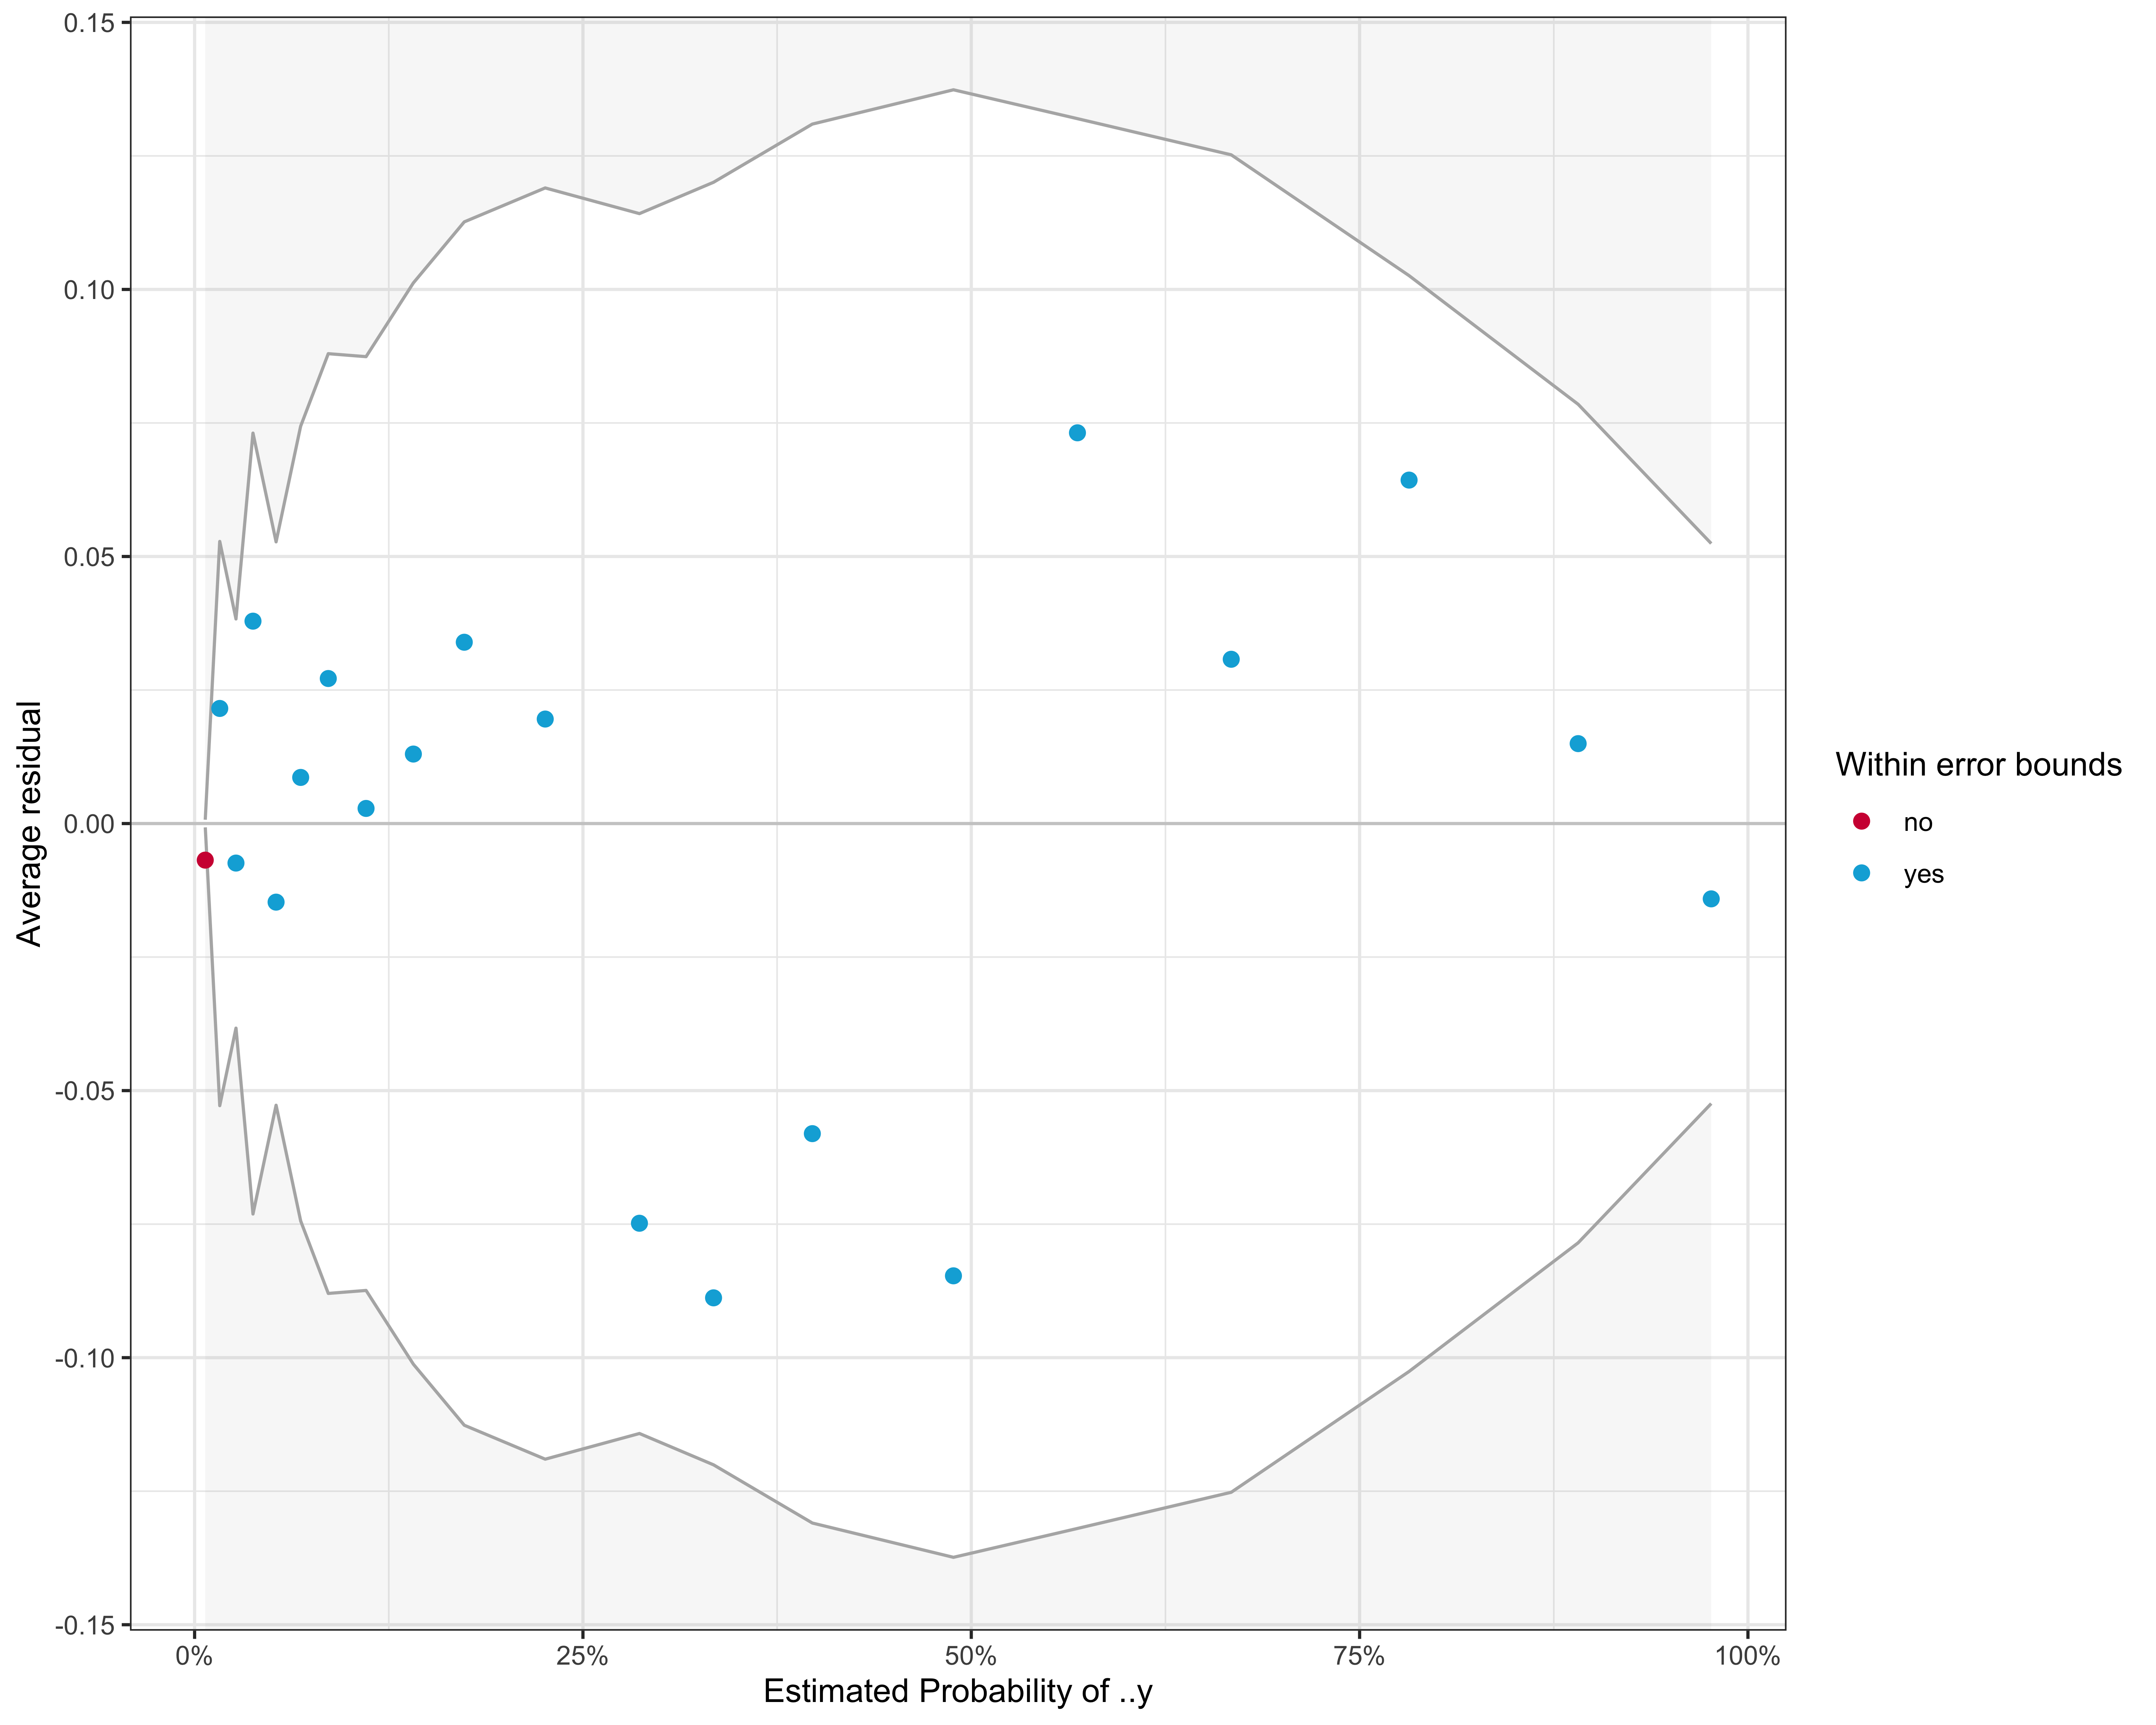 0.15
0.10
0.05
0.00
-0.05
-0.10
-0.15
Average residual
0%
25%
50%
75%
100%
Estimated Probability of ..y
Within error bounds
no
yes